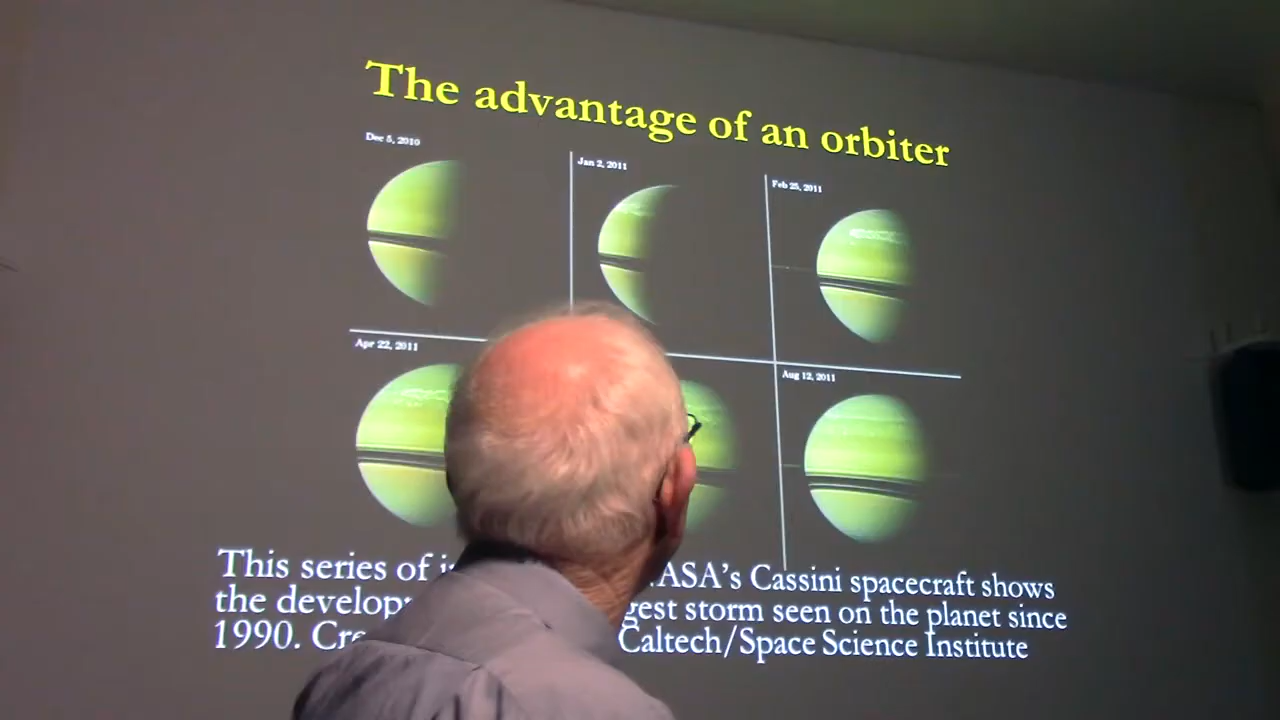 The advantage of an orbiter
Dec 5, 2010
Jan 2, 2011
Feb 25, 2011
Apr 22, 2011
Aug 12, 2011
This series of ASA's Cassini spacecraft shows
the develop gest storm seen on the planet since
1990. Cre Caltech/Space Science Institute